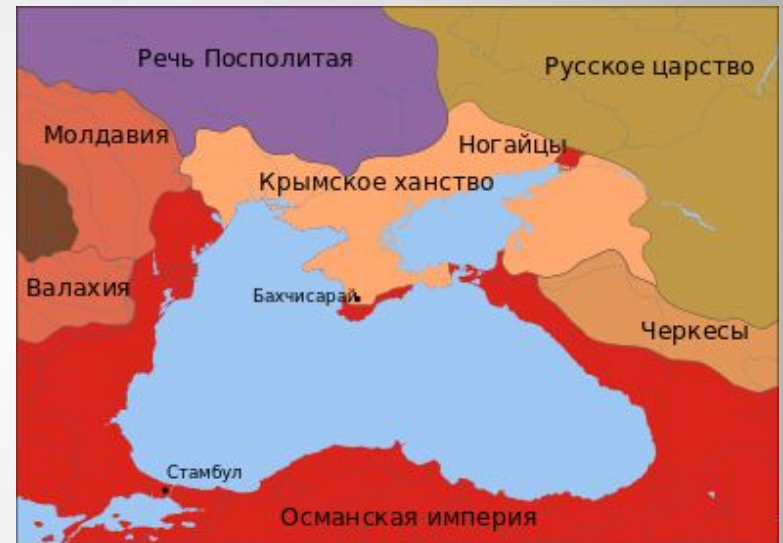 Речь Посполитая
Русское царство
Молдавия
Ногайцы
Крымское ханство
Валахия
Бахчисарай
Черкесы
Стамбул
Османская империя